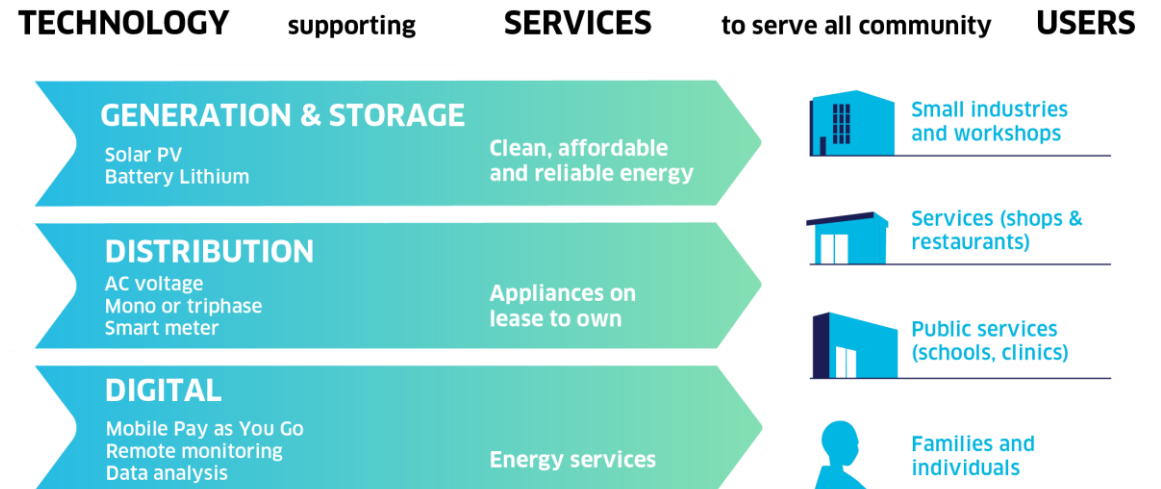 TECHNOLOGY supporting SERVICES to serve all community USERS
GENERATION & STORAGE
Solar PV
Battery Lithium
Clean, affordable
and reliable energy
DISTRIBUTION
AC voltage
Mono or triphase
Smart meter
Appliances on
lease to own
DIGITAL
Mobile Pay as You Go
Remote monitoring
Data analysis
Energy services
Small industries
and workshops
Services (shops &
restaurants)
Public services
(schools, clinics)
Families and
individuals